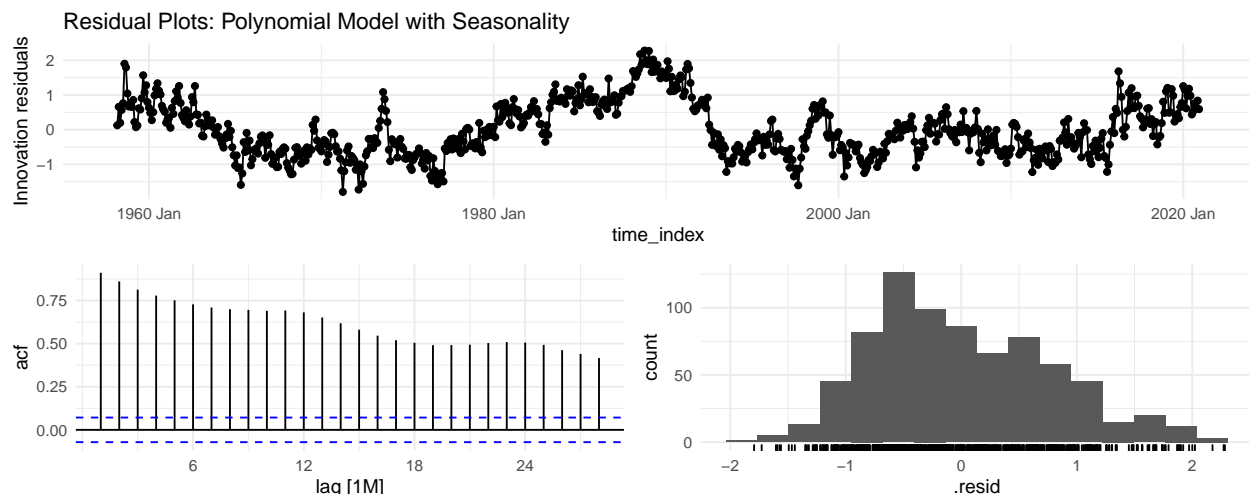 Residual Plots: Polynomial Model with Seasonality
Innovation residuals
2
1
0
−1
1960 Jan
1980 Jan
2000 Jan
2020 Jan
time_index
acf
0.75
0.50
0.25
0.00
6
12
18
24
lag [1M]
count
100
50
0
−2
−1
0
1
2
.resid